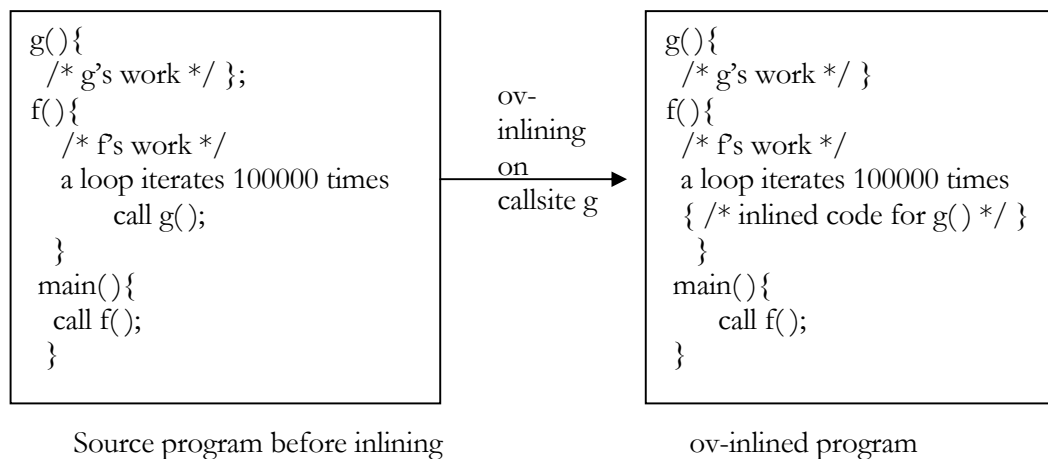 g(){
/* g's work */ };
f(){
/* f's work */
a loop iterates 100000 times
call g();
}
main(){
call f();
}
ov-
inlining
on
callsite g
g(){
/* g's work */ }
f(){
/* f's work */
a loop iterates 100000 times
{ /* inlined code for g() */ }
}
main(){
call f();
}
Source program before inlining
ov-inlined program